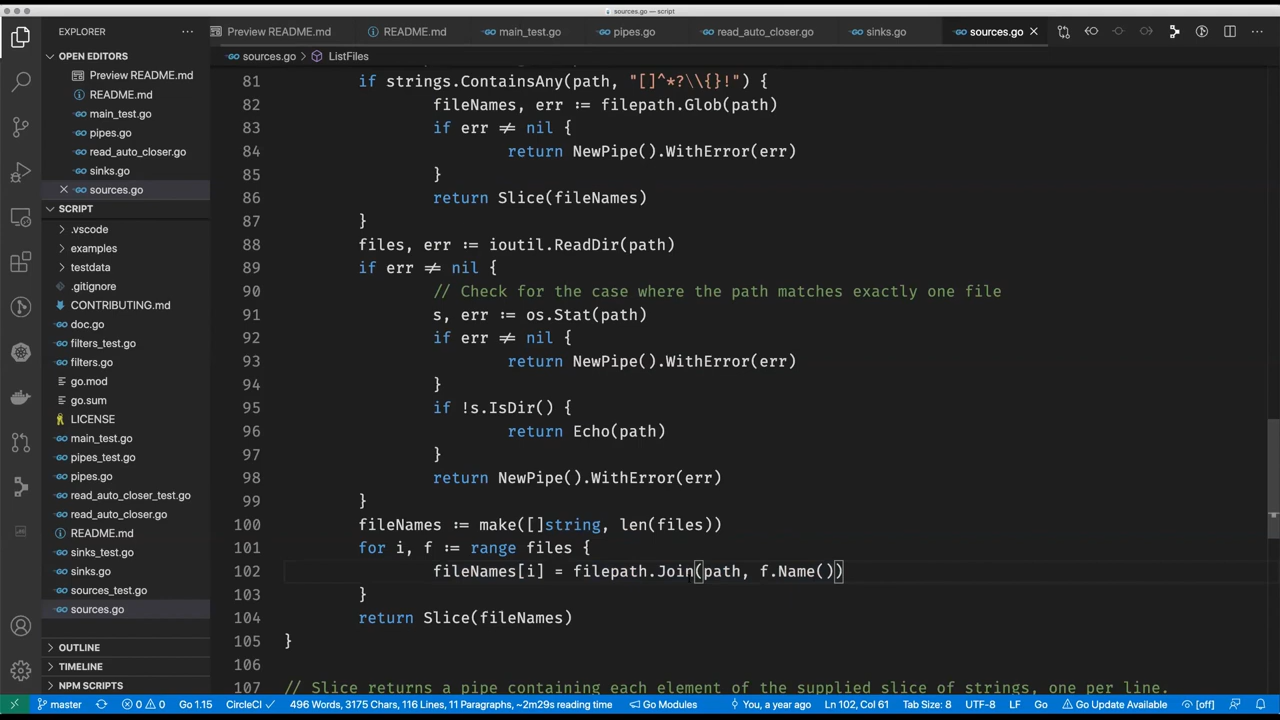 sources.go — script
EXPLORER
Preview README.md
README.md
main_test.go
pipes.go
read_auto_closer.go
sinks.go
sources.go
OPEN EDITORS
Preview README.md
README.md
main_test.go
pipes.go
read_auto_closer.go
sinks.go
sources.go
SCRIPT
.vscode
examples
testdata
.gitignore
CONTRIBUTING.md
doc.go
filters_test.go
filters.go
go.mod
go.sum
LICENSE
main_test.go
pipes_test.go
pipes.go
read_auto_closer_test.go
read_auto_closer.go
README.md
sinks_test.go
sinks.go
sources_test.go
sources.go
OUTLINE
TIMELINE
NPM SCRIPTS
sources.go > ListFiles
81 if strings.ContainsAny(path, "[]^*?\\{}!") {
82 fileNames, err := filepath.Glob(path)
83 if err ≠ nil {
84 return NewPipe().WithError(err)
85 }
86 return Slice(fileNames)
87 }
88 files, err := ioutil.ReadDir(path)
89 if err ≠ nil {
90 // Check for the case where the path matches exactly one file
91 s, err := os.Stat(path)
92 if err ≠ nil {
93 return NewPipe().WithError(err)
94 }
95 if !s.IsDir() {
96 return Echo(path)
97 }
98 return NewPipe().WithError(err)
99 }
100 fileNames := make([]string, len(files))
101 for i, f := range files {
102 fileNames[i] = filepath.Join(path, f.Name())
103 }
104 return Slice(fileNames)
105 }
106
107 // Slice returns a pipe containing each element of the supplied slice of strings, one per line.
master 0 0 Go 1.15 CircleCI ✓ 496 Words, 3175 Chars, 116 Lines, 11 Paragraphs, ~2m29s reading time Go Modules You, a year ago Ln 102, Col 61 Tab Size: 8 UTF-8 LF Go Go Update Available [off]